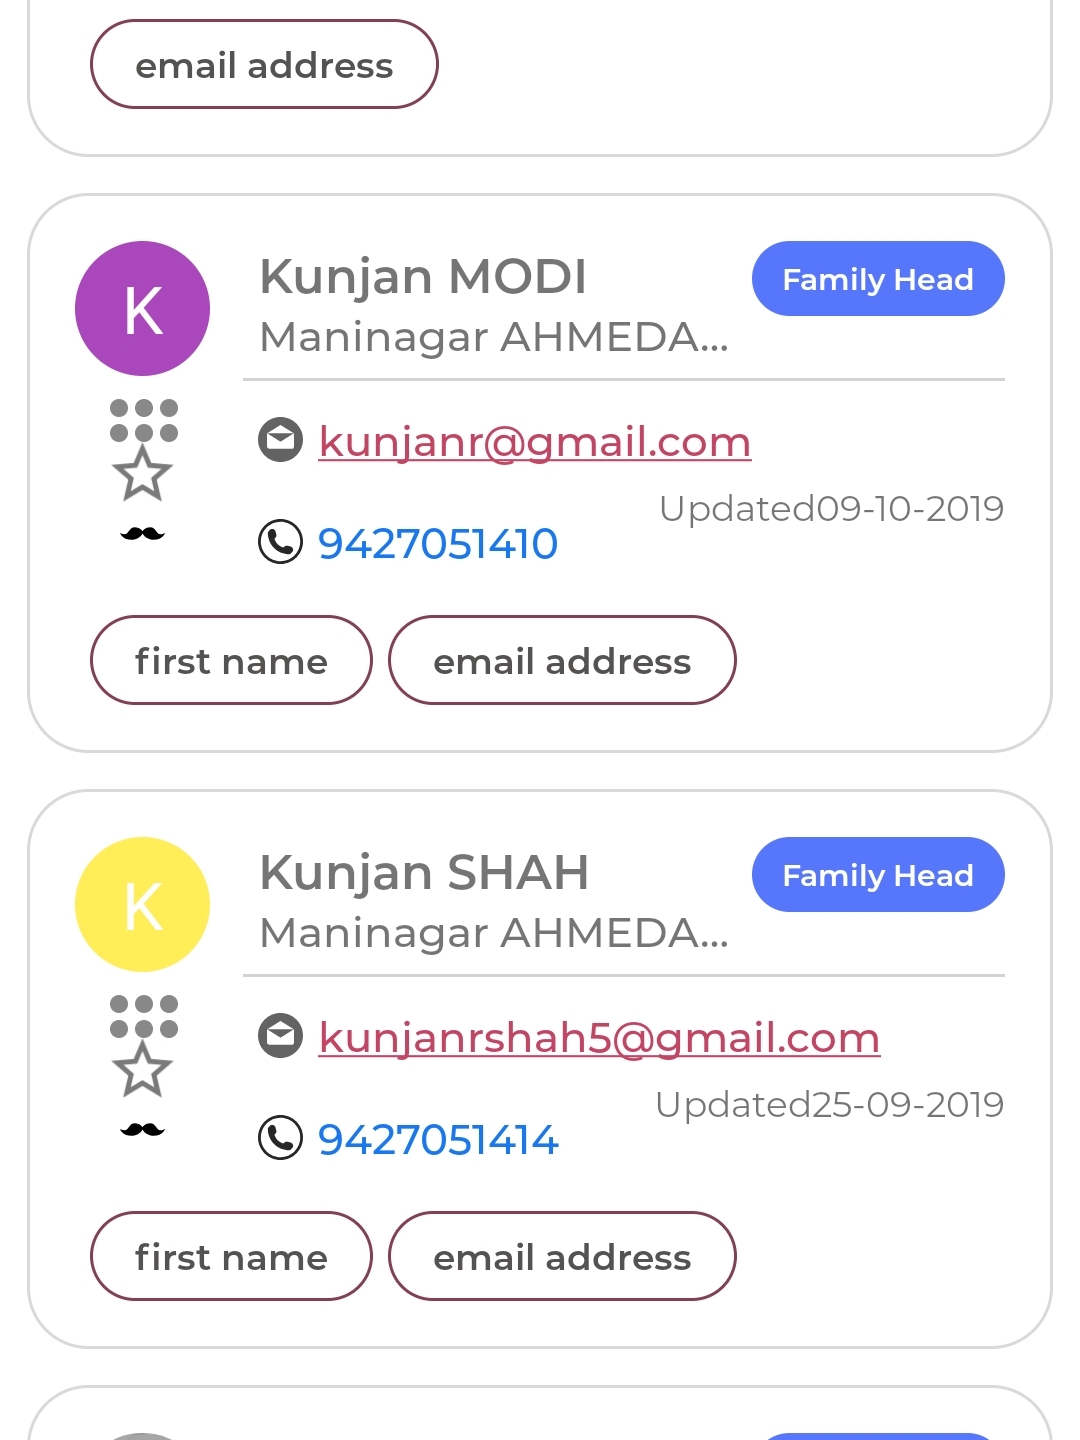 email address
K
Kunjan MODI
Family Head
Maninagar AHMEDA...
kunjanr@gmail.com
Updated09-10-2019
9427051410
first name
email address
K
Kunjan SHAH
Family Head
Maninagar AHMEDA...
kunjanrshah5@gmail.com
Updated25-09-2019
9427051414
first name
email address